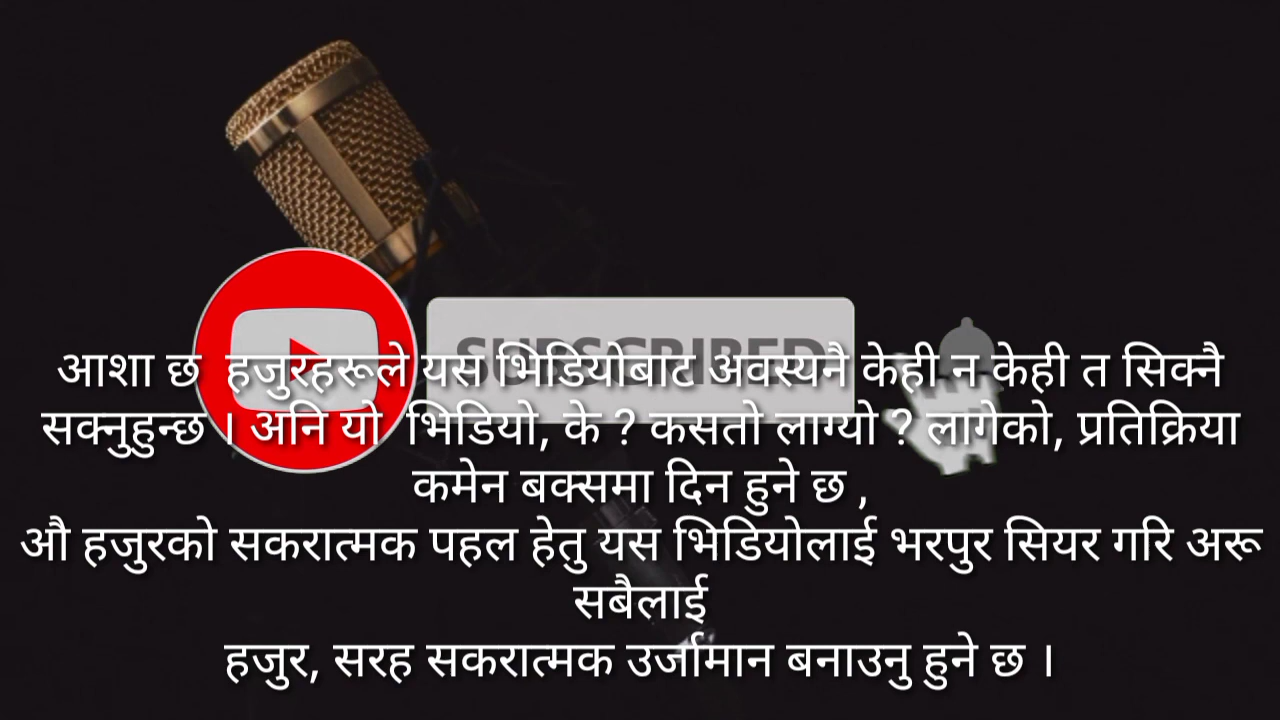 SUBSCRIBED
आशा छ हजुरहरूले यस भिडियोबाट अवस्यनै केही न केही त सिक्नै
सक्नुहुन्छ । अनि यो भिडियो, के ? कसतो लाग्यो ? लागेको, प्रतिक्रिया
कमेन बक्समा दिन हुने छ ,
औ हजुरको सकरात्मक पहल हेतु यस भिडियोलाई भरपुर सियर गरि अरू
सबैलाई
हजुर, सरह सकरात्मक उर्जामान बनाउनु हुने छ ।